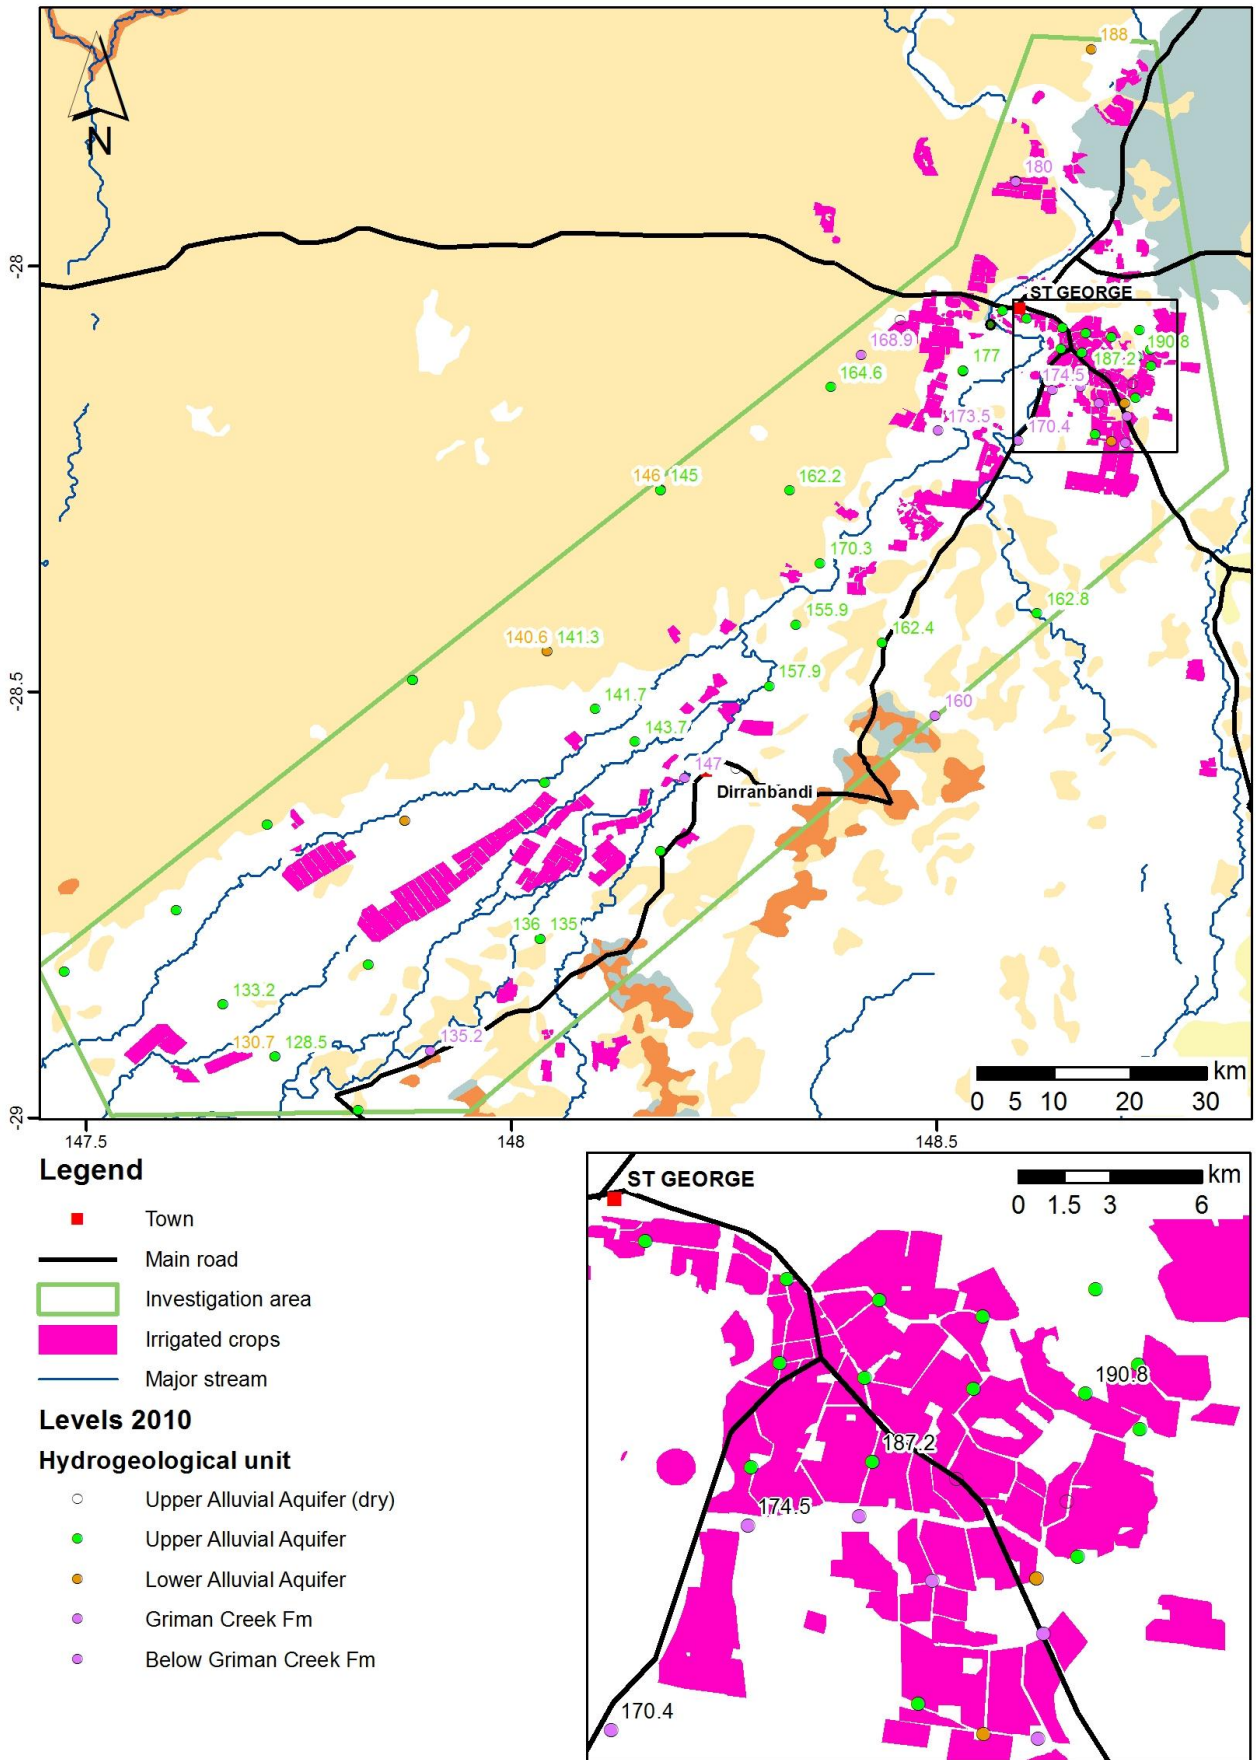 188
N
180
-28
ST GEORGE
168.9
190.8
177
187.2
164.6
174.5
173.5
170.4
146 145
162.2
170.3
162.8
155.9
162.4
140.6 141.3
157.9
-28.5
141.7
160
143.7
147
Dirranbandi
136 135
133.2
135.2
130.7 128.5
km
0 5 10 20 30
-29
147.5 148 148.5
Legend
Town
Main road
Investigation area
Irrigated crops
Major stream
Levels 2010
Hydrogeological unit
Upper Alluvial Aquifer (dry)
Upper Alluvial Aquifer
Lower Alluvial Aquifer
Griman Creek Fm
Below Griman Creek Fm
ST GEORGE
km
0 1.5 3 6
190.8
187.2
174.5
170.4